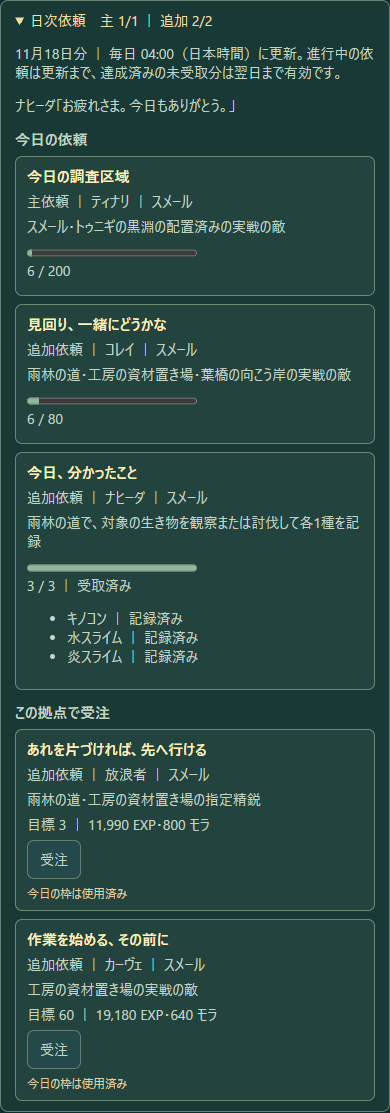 ▼ 日次依頼　主 1/1 | 追加 2/2
11月18日分 | 毎日 04:00（日本時間）に更新。進行中の依
頼は更新まで、達成済みの未受取分は翌日まで有効です。
ナヒーダ「お疲れさま。今日もありがとう。」
今日の依頼
今日の調査区域
主依頼 | ティナリ | スメール
スメール・トゥニギの黒淵の配置済みの実戦の敵
6 / 200
見回り、一緒にどうかな
追加依頼 | コレイ | スメール
雨林の道・工房の資材置き場・葉橋の向こう岸の実戦の敵
6 / 80
今日、分かったこと
追加依頼 | ナヒーダ | スメール
雨林の道で、対象の生き物を観察または討伐して各1種を記
録
3 / 3 | 受取済み
• キノコン | 記録済み
• 水スライム | 記録済み
• 炎スライム | 記録済み
この拠点で受注
あれを片づければ、先へ行ける
追加依頼 | 放浪者 | スメール
雨林の道・工房の資材置き場の指定精鋭
目標 3 | 11,990 EXP・800 モラ
受注
今日の枠は使用済み
作業を始める、その前に
追加依頼 | カーヴェ | スメール
工房の資材置き場の実戦の敵
目標 60 | 19,180 EXP・640 モラ
受注
今日の枠は使用済み